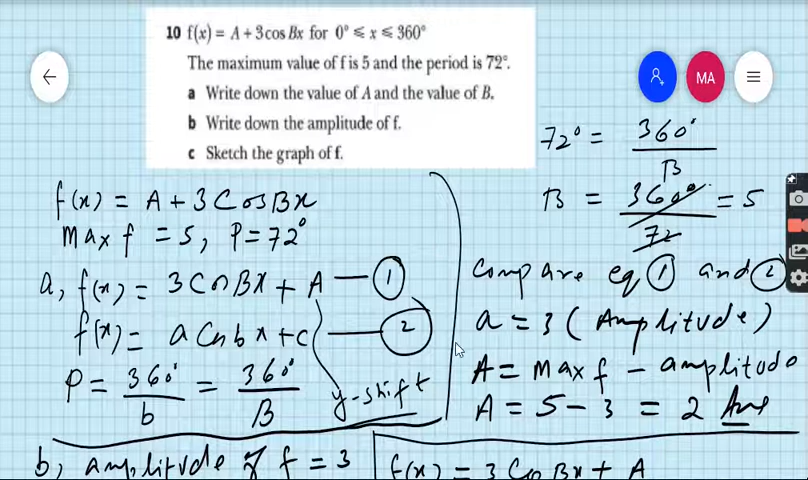 10 f(x) = A + 3 cos Bx for 0° ⩽ x ⩽ 360°
The maximum value of f is 5 and the period is 72°.
a Write down the value of A and the value of B.
b Write down the amplitude of f.
c Sketch the graph of f.
MA
f(x) = A + 3 Cos Bx
Max f = 5, P = 72°
a, f(x) = 3 Cos BX + A — ①
f(x) = a Cos bx + c — ②
P = 360°/b = 360°/B
y-shift
72° = 360°/B
B = 360°/72 = 5
Compare eq ① and ②
a = 3 (Amplitude)
A = Max f − amplitude
A = 5 − 3 = 2 Ans
b, amplitude of f = 3
f(x) = 3 Cos Bx + A